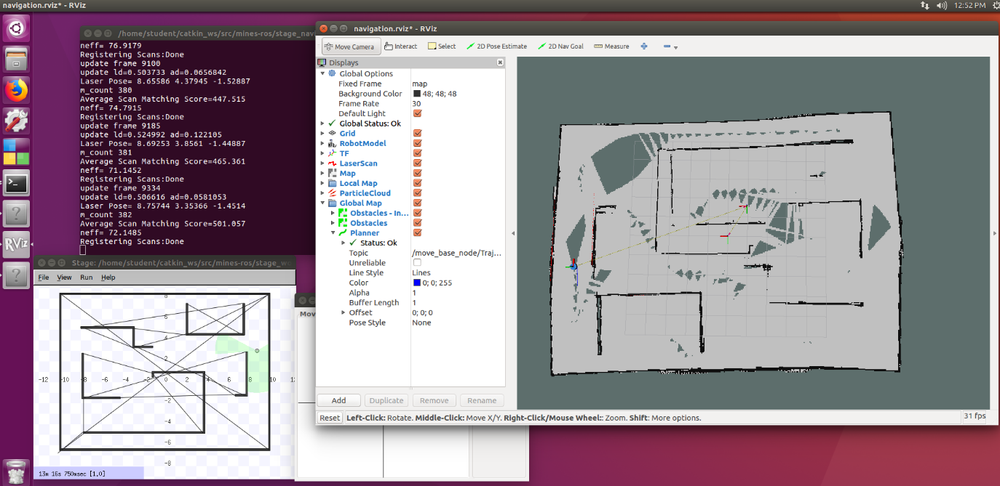 navigation.rviz* - RViz
12:52 PM
/home/student/catkin_ws/src/mines-ros/stage_navi
neff= 76.9179
Registering Scans:Done
update frame 9100
update ld=0.503733 ad=0.0656842
Laser Pose= 8.65586 4.37945 -1.52887
m_count 380
Average Scan Matching Score=447.515
neff= 74.7915
Registering Scans:Done
update frame 9185
update ld=0.524992 ad=0.122105
Laser Pose= 8.69253 3.8561 -1.44887
m_count 381
Average Scan Matching Score=465.361
neff= 71.1452
Registering Scans:Done
update frame 9334
update ld=0.506616 ad=0.0581053
Laser Pose= 8.75744 3.35366 -1.4514
m_count 382
Average Scan Matching Score=501.057
neff= 72.1485
Registering Scans:Done
RViz
Stage: /home/student/catkin_ws/src/mines-ros/stage_wo
File View Run Help
8
6
4
2
-12 -10 -8 -6 -4 -2 0 2 4 6 8 10 12
-2
-4
-6
-8
13m 16s 750msec [1.0]
Mov
navigation.rviz* - RViz
Move Camera Interact Select 2D Pose Estimate 2D Nav Goal Measure
Displays
Global Options
Fixed Frame map
Background Color 48; 48; 48
Frame Rate 30
Default Light
Global Status: Ok
Grid
RobotModel
TF
LaserScan
Map
Local Map
ParticleCloud
Global Map
Obstacles - In...
Obstacles
Planner
Status: Ok
Topic /move_base_node/Traj...
Unreliable
Line Style Lines
Color 0; 0; 255
Alpha 1
Buffer Length 1
Offset 0; 0; 0
Pose Style None
Add Duplicate Remove Rename
Reset Left-Click: Rotate. Middle-Click: Move X/Y. Right-Click/Mouse Wheel:: Zoom. Shift: More options. 31 fps